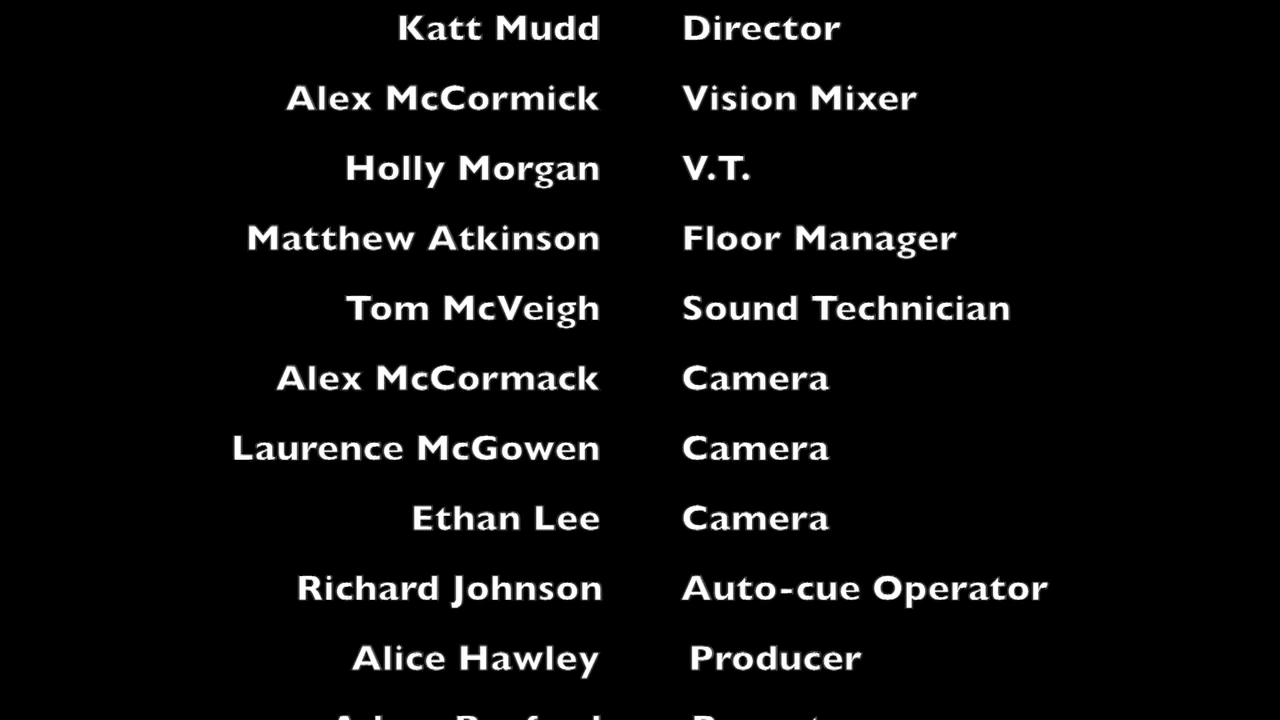 Katt Mudd Director
Alex McCormick Vision Mixer
Holly Morgan V.T.
Matthew Atkinson Floor Manager
Tom McVeigh Sound Technician
Alex McCormack Camera
Laurence McGowen Camera
Ethan Lee Camera
Richard Johnson Auto-cue Operator
Alice Hawley Producer